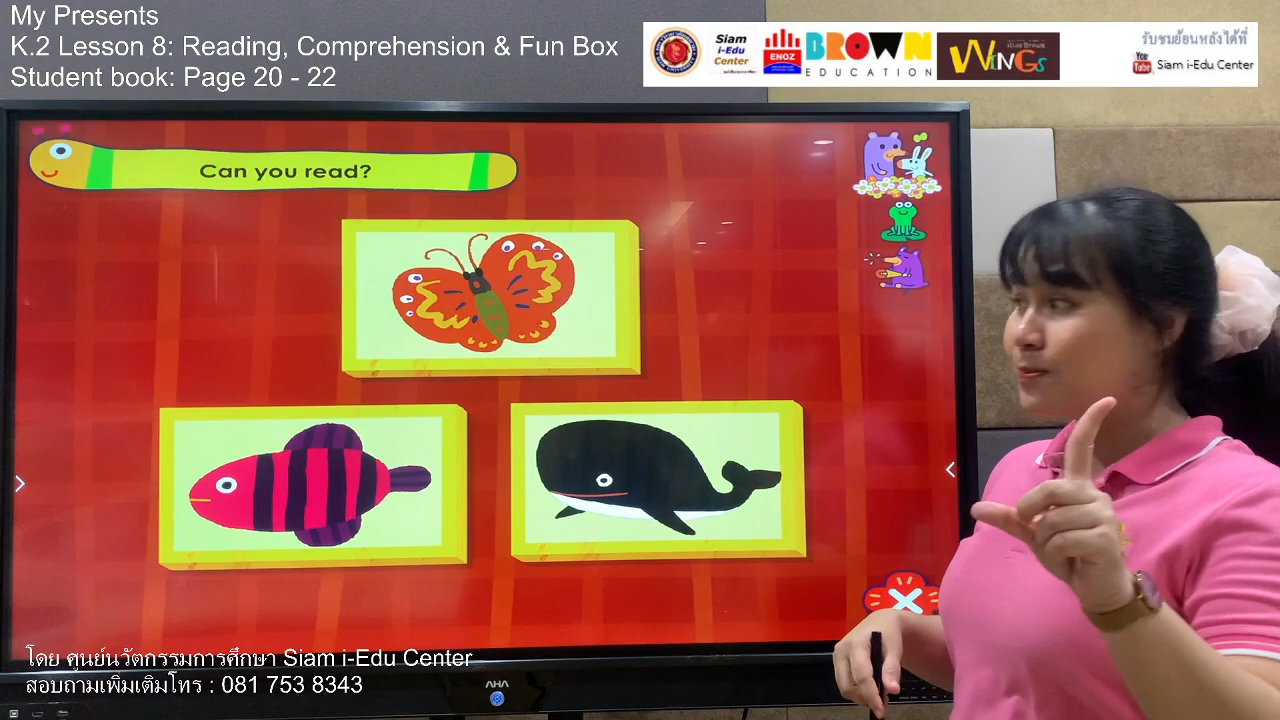 My Presents
K.2 Lesson 8: Reading, Comprehension & Fun Box
Student book: Page 20 - 22
Siam
i-Edu
Center
ENOZ
BROWN
EDUCATION
WINGS
รับชมย้อนหลังได้ที่
You Tube Siam i-Edu Center
Can you read?
โดย ศูนย์นวัตกรรมการศึกษา Siam i-Edu Center
สอบถามเพิ่มเติมโทร : 081 753 8343
AHA